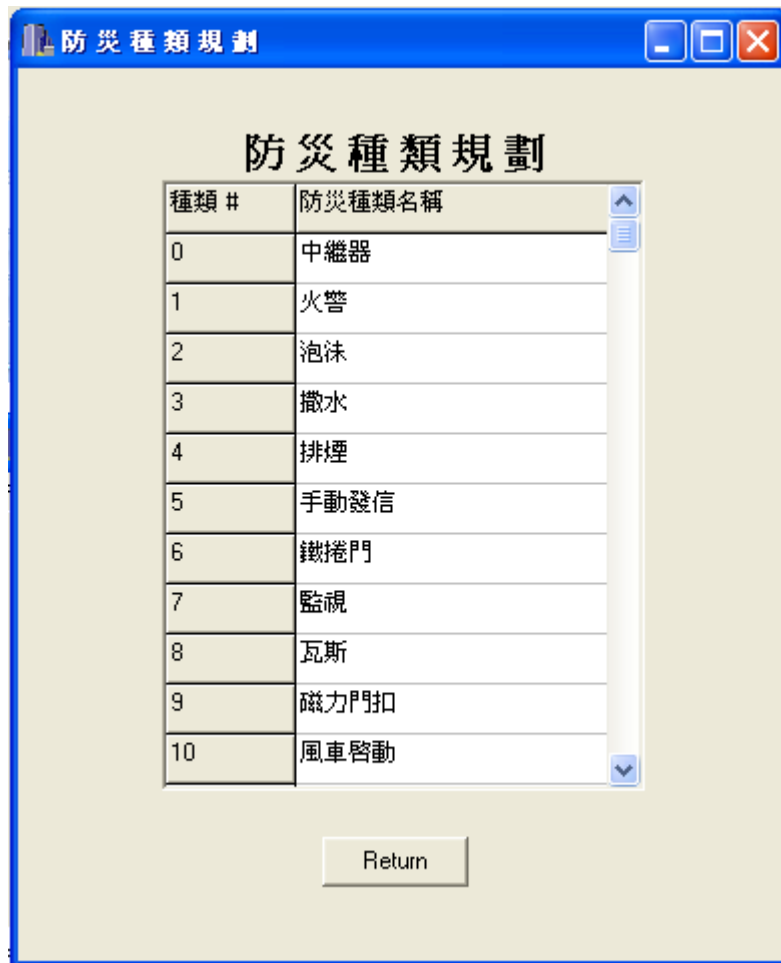 防災種類規劃
防災種類規劃
種類 # 防災種類名稱
0 中繼器
1 火警
2 泡沬
3 撒水
4 排煙
5 手動發信
6 鐵捲門
7 監視
8 瓦斯
9 磁力門扣
10 風車啓動
Return